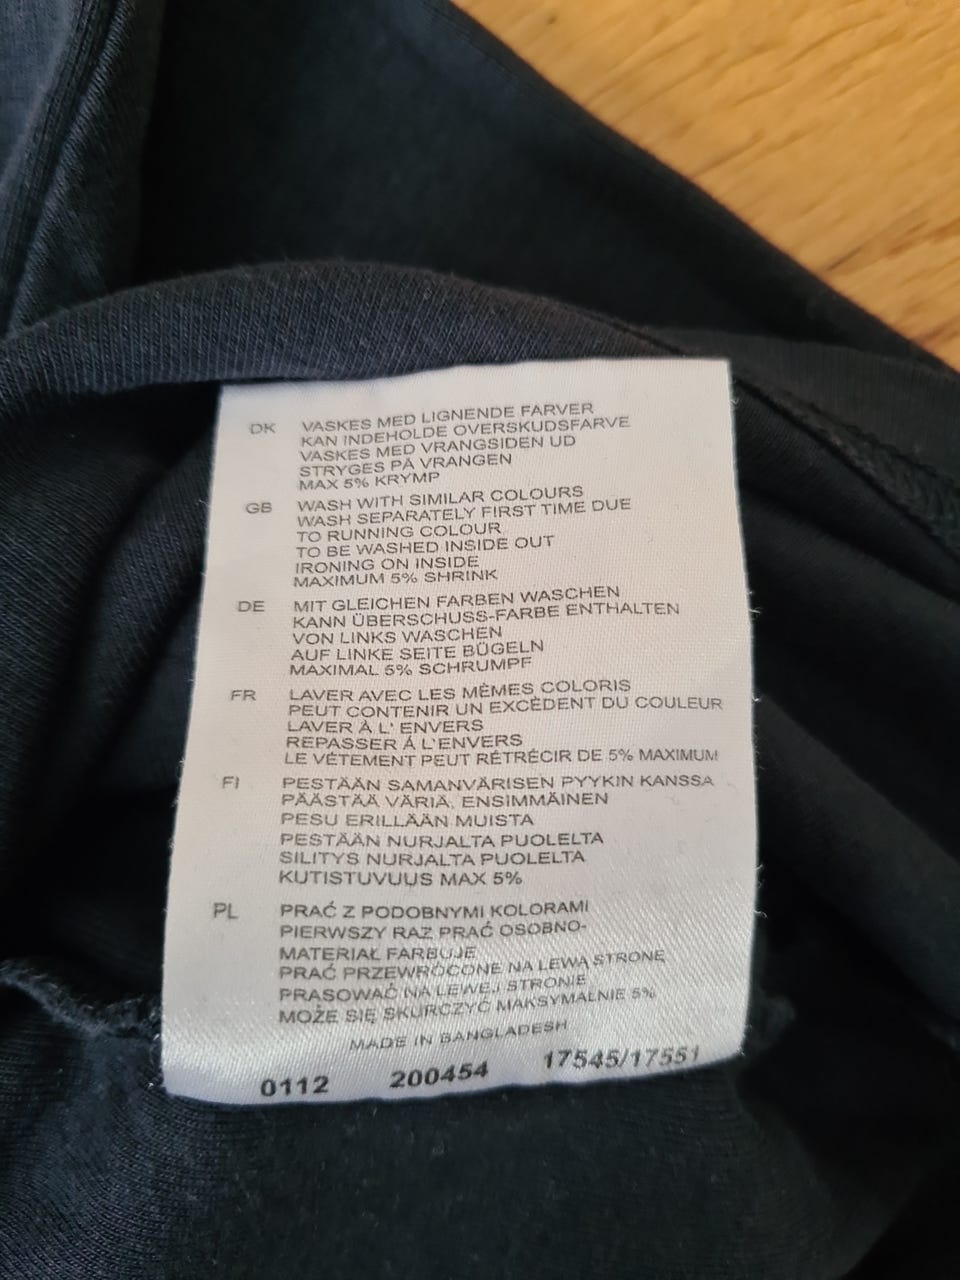 DK VASKES MED LIGNENDE FARVER
KAN INDEHOLDE OVERSKUDSFARVE
VASKES MED VRANGSIDEN UD
STRYGES PÅ VRANGEN
MAX 5% KRYMP
GB WASH WITH SIMILAR COLOURS
WASH SEPARATELY FIRST TIME DUE
TO RUNNING COLOUR
TO BE WASHED INSIDE OUT
IRONING ON INSIDE
MAXIMUM 5% SHRINK
DE MIT GLEICHEN FARBEN WASCHEN
KANN ÜBERSCHUSS-FARBE ENTHALTEN
VON LINKS WASCHEN
AUF LINKE SEITE BÜGELN
MAXIMAL 5% SCHRUMPF
FR LAVER AVEC LES MÊMES COLORIS
PEUT CONTENIR UN EXCÈDENT DU COULEUR
LAVER À L' ENVERS
REPASSER Á L'ENVERS
LE VÊTEMENT PEUT RÉTRÉCIR DE 5% MAXIMUM
FI PESTÄÄN SAMANVÄRISEN PYYKIN KANSSA
PÄÄSTÄÄ VÄRIÄ, ENSIMMÄINEN
PESU ERILLÄÄN MUISTA
PESTÄÄN NURJALTA PUOLELTA
SILITYS NURJALTA PUOLELTA
KUTISTUVUUS MAX 5%
PL PRAĆ Z PODOBNYMI KOLORAMI
PIERWSZY RAZ PRAĆ OSOBNO-
MATERIAŁ FARBUJE
PRAĆ PRZEWRÓCONE NA LEWĄ STRONĘ
PRASOWAĆ NA LEWEJ STRONIE
MOŻE SIĘ SKURCZYĆ MAKSYMALNIE 5%
MADE IN BANGLADESH
0112 200454 17545/17551